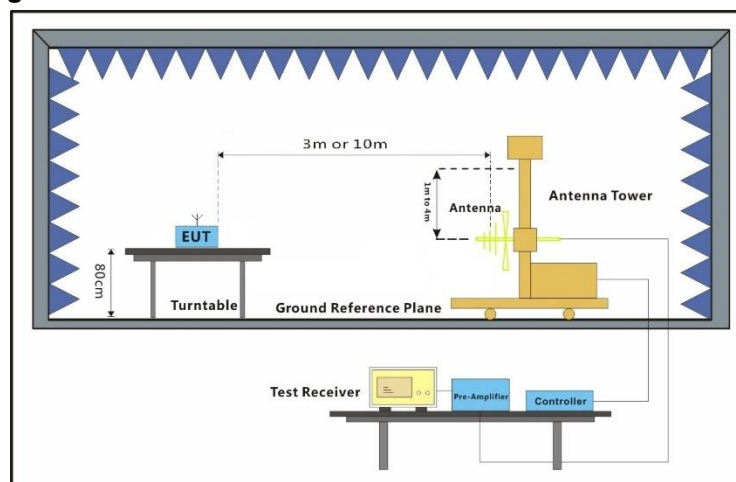 3m or 10m
1m to 4m
Antenna
Antenna Tower
EUT
80cm
Turntable
Ground Reference Plane
Test Receiver
Pre-Amplifier
Controller